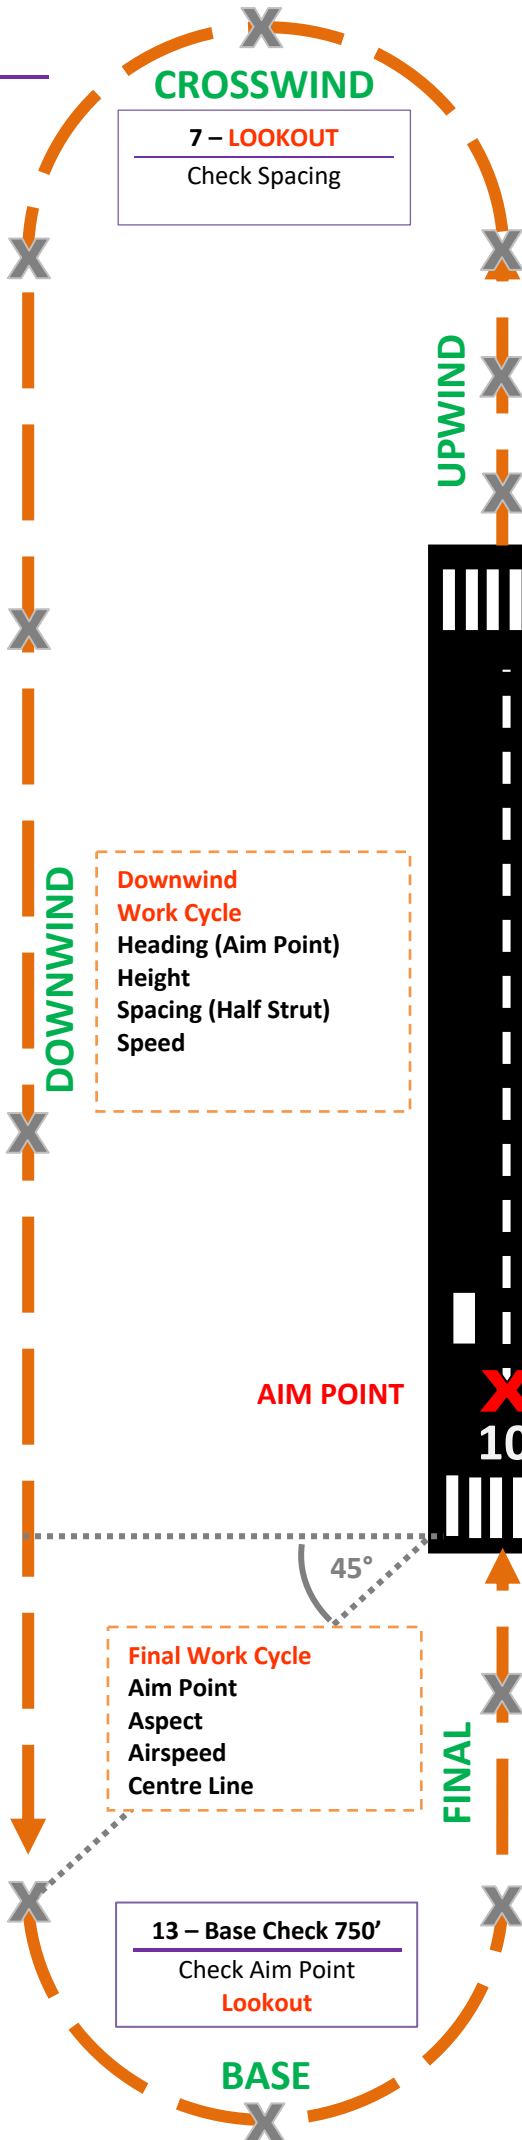 CROSSWIND
7 – LOOKOUT
Check Spacing
UPWIND
DOWNWIND
Downwind
Work Cycle
Heading (Aim Point)
Height
Spacing (Half Strut)
Speed
AIM POINT
10
45°
Final Work Cycle
Aim Point
Aspect
Airspeed
Centre Line
FINAL
13 – Base Check 750’
Check Aim Point
Lookout
BASE